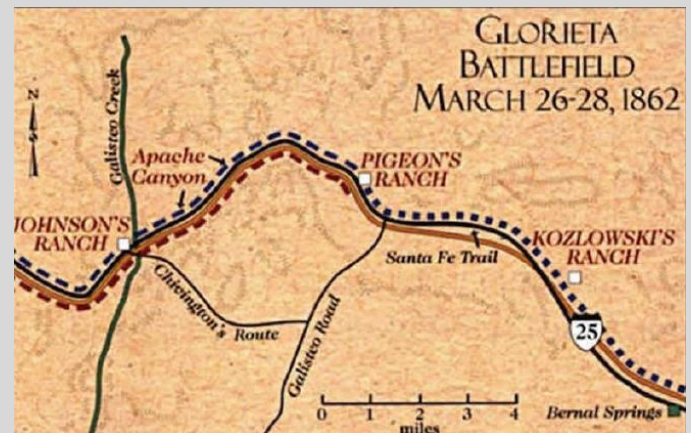 GLORIETA
BATTLEFIELD
MARCH 26-28, 1862
N
Galisteo Creek
Apache
Canyon
PIGEON'S
RANCH
JOHNSON'S
RANCH
KOZLOWSKI'S
RANCH
Santa Fe Trail
Chivington's Route
Galisteo Road
25
0 1 2 3 4
miles
Bernal Springs